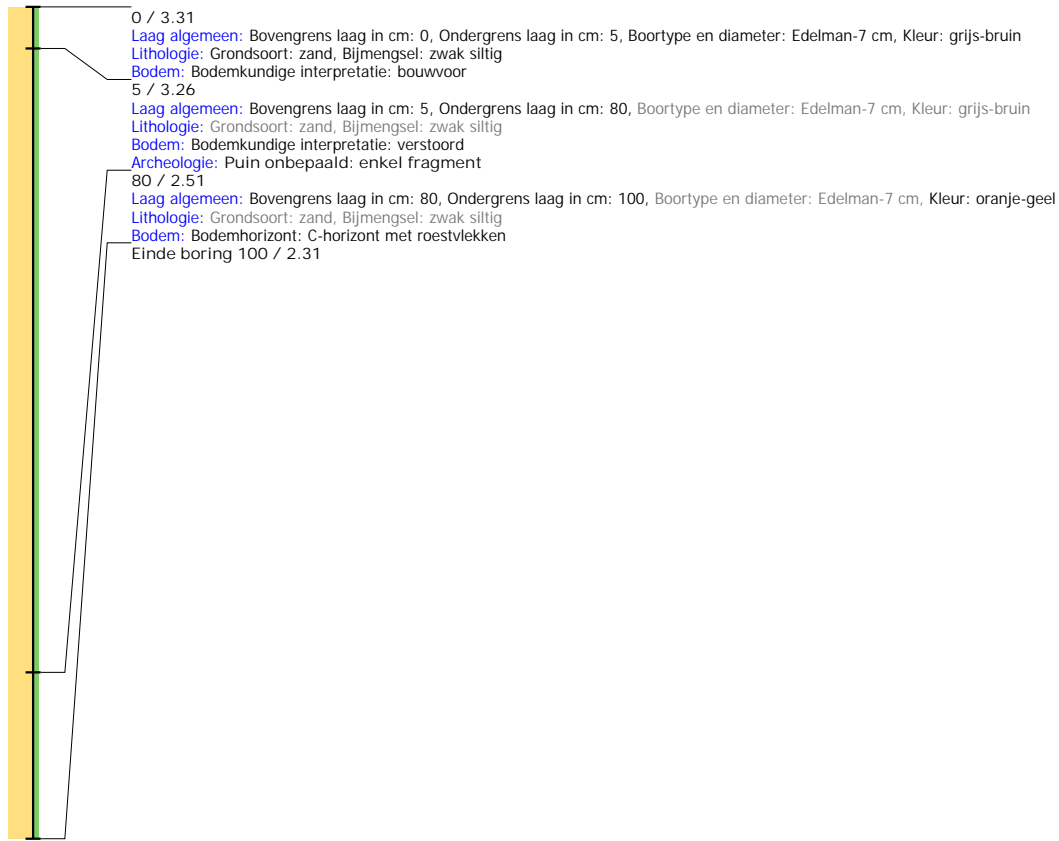 0 / 3.31
Laag algemeen: Bovengrens laag in cm: 0, Ondergrens laag in cm: 5, Boortype en diameter: Edelman-7 cm, Kleur: grijs-bruin
Lithologie: Grondsoort: zand, Bijmengsel: zwak siltig
Bodem: Bodemkundige interpretatie: bouwvoor
5 / 3.26
Laag algemeen: Bovengrens laag in cm: 5, Ondergrens laag in cm: 80, Boortype en diameter: Edelman-7 cm, Kleur: grijs-bruin
Lithologie: Grondsoort: zand, Bijmengsel: zwak siltig
Bodem: Bodemkundige interpretatie: verstoord
Archeologie: Puin onbepaald: enkel fragment
80 / 2.51
Laag algemeen: Bovengrens laag in cm: 80, Ondergrens laag in cm: 100, Boortype en diameter: Edelman-7 cm, Kleur: oranje-geel
Lithologie: Grondsoort: zand, Bijmengsel: zwak siltig
Bodem: Bodemhorizont: C-horizont met roestvlekken
Einde boring 100 / 2.31